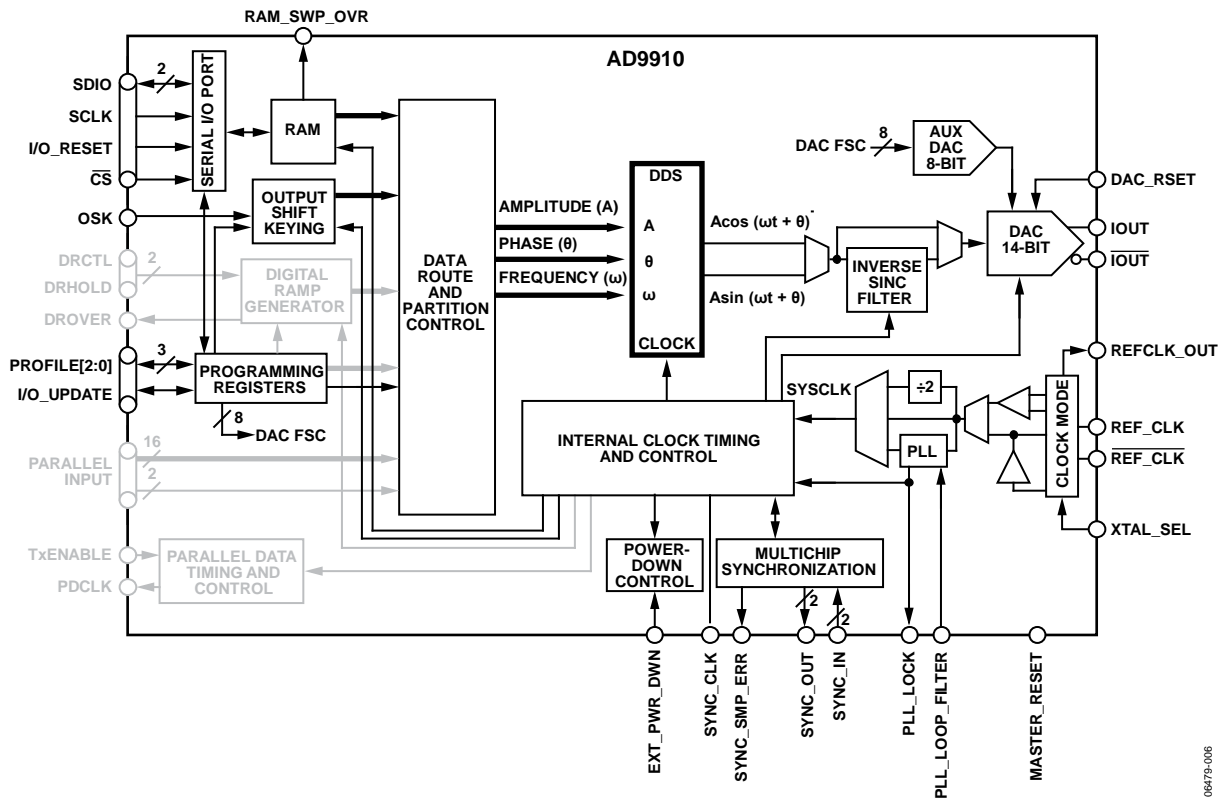 RAM_SWP_OVR
AD9910
SDIO
2
SCLK
I/O_RESET
CS
SERIAL I/O PORT
RAM
OSK
OUTPUT
SHIFT
KEYING
DRCTL
2
DRHOLD
DROVER
DIGITAL
RAMP
GENERATOR
PROFILE[2:0]
3
I/O_UPDATE
PROGRAMMING
REGISTERS
8
DAC FSC
PARALLEL
INPUT
16
2
TxENABLE
PDCLK
PARALLEL DATA
TIMING AND
CONTROL
DATA
ROUTE
AND
PARTITION
CONTROL
AMPLITUDE (A)
PHASE (θ)
FREQUENCY (ω)
DDS
A
θ
ω
CLOCK
Acos (ωt + θ)
Asin (ωt + θ)
INVERSE
SINC
FILTER
DAC FSC
8
AUX
DAC
8-BIT
DAC
14-BIT
DAC_RSET
IOUT
IOUT
REFCLK_OUT
REF_CLK
REF_CLK
XTAL_SEL
CLOCK MODE
SYSCLK
÷2
PLL
INTERNAL CLOCK TIMING
AND CONTROL
POWER-
DOWN
CONTROL
MULTICHIP
SYNCHRONIZATION
2
2
EXT_PWR_DWN
SYNC_CLK
SYNC_SMP_ERR
SYNC_OUT
SYNC_IN
PLL_LOCK
PLL_LOOP_FILTER
MASTER_RESET
06479-006